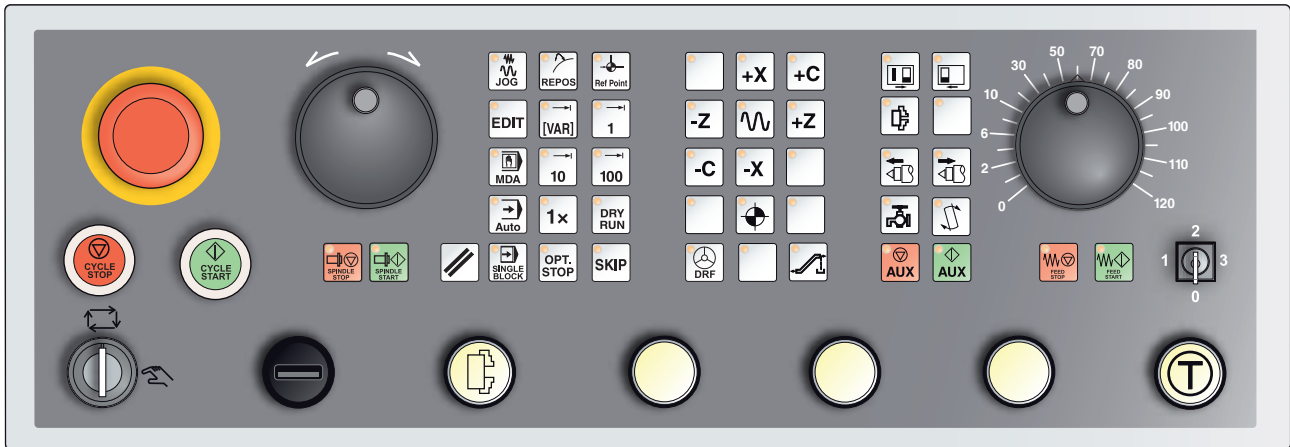 JOG
REPOS
Ref Point
EDIT
[VAR]
1
MDA
10
100
Auto
1×
DRY
RUN
SINGLE
BLOCK
OPT.
STOP
SKIP
CYCLE
STOP
CYCLE
START
SPINDLE
STOP
SPINDLE
START
+X
+C
-Z
+Z
-C
-X
DRF
AUX
AUX
0
2
6
10
30
50
70
80
90
100
110
120
FEED
STOP
FEED
START
2
1
3
0
T